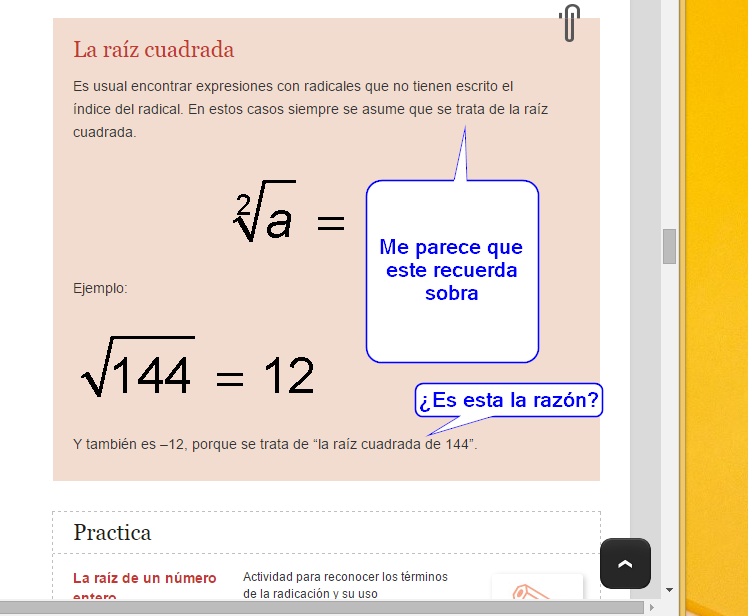 La raíz cuadrada
Es usual encontrar expresiones con radicales que no tienen escrito el
índice del radical. En estos casos siempre se asume que se trata de la raíz
cuadrada.
²√a =
Me parece que
este recuerda
sobra
Ejemplo:
√144 = 12
¿Es esta la razón?
Y también es –12, porque se trata de “la raíz cuadrada de 144”.
Practica
La raíz de un número
entero
Actividad para reconocer los términos
de la radicación y su uso